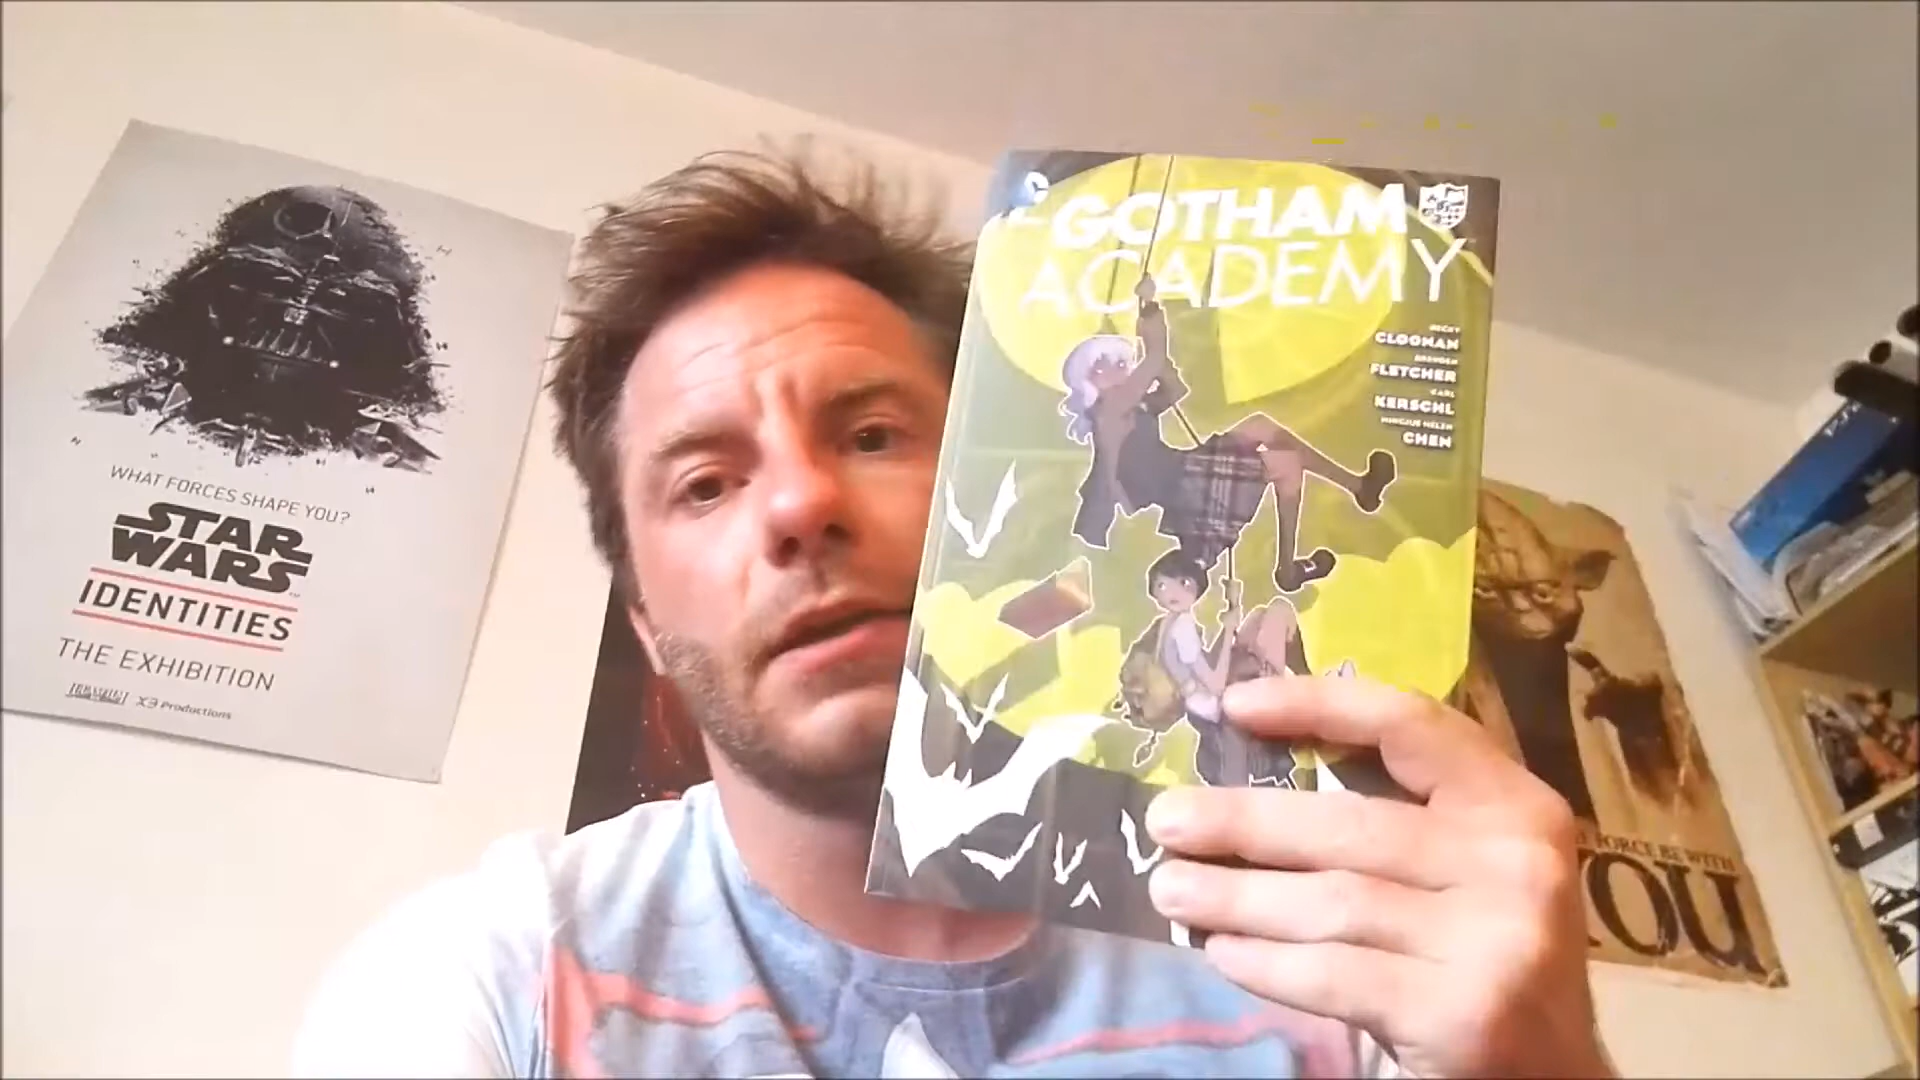 WHAT FORCES SHAPE YOU?
STAR
WARS
IDENTITIES
THE EXHIBITION
X3 Productions
GOTHAM
ACADEMY
BECKY
CLOONAN
BRENDEN
FLETCHER
KARL
KERSCHL
MINGJUE HELEN
CHEN
FORCE BE WITH
YOU